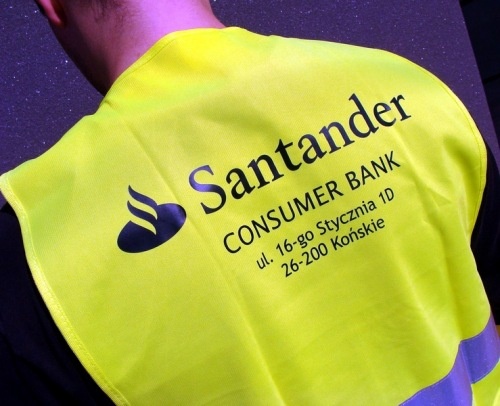 Santander
CONSUMER BANK
ul. 16-go Stycznia 1D
26-200 Końskie